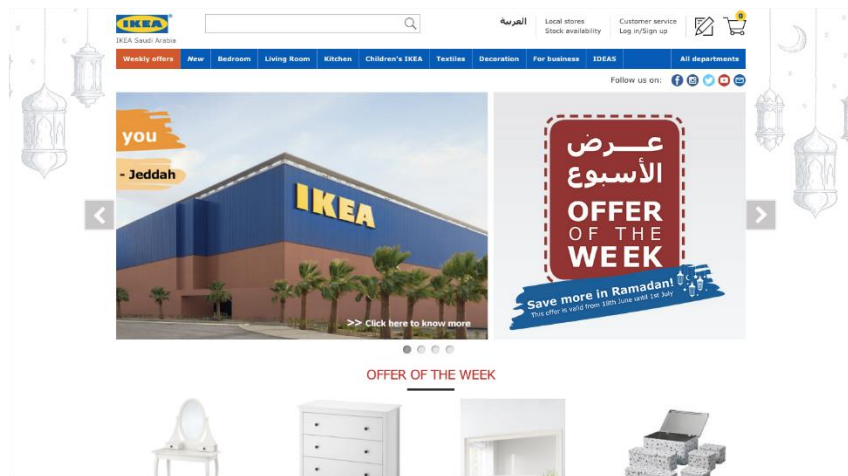 IKEA
IKEA Saudi Arabia
العربية
Local stores
Stock availability
Customer service
Log in/Sign up
0
Weekly offers New Bedroom Living Room Kitchen Children's IKEA Textiles Decoration For business IDEAS All departments
Follow us on:
you
- Jeddah
IKEA
>> Click here to know more
عـــرض
الأسبوع
OFFER
OF THE
WEEK
Save more in Ramadan!
This offer is valid from 18th June until 1st July
OFFER OF THE WEEK